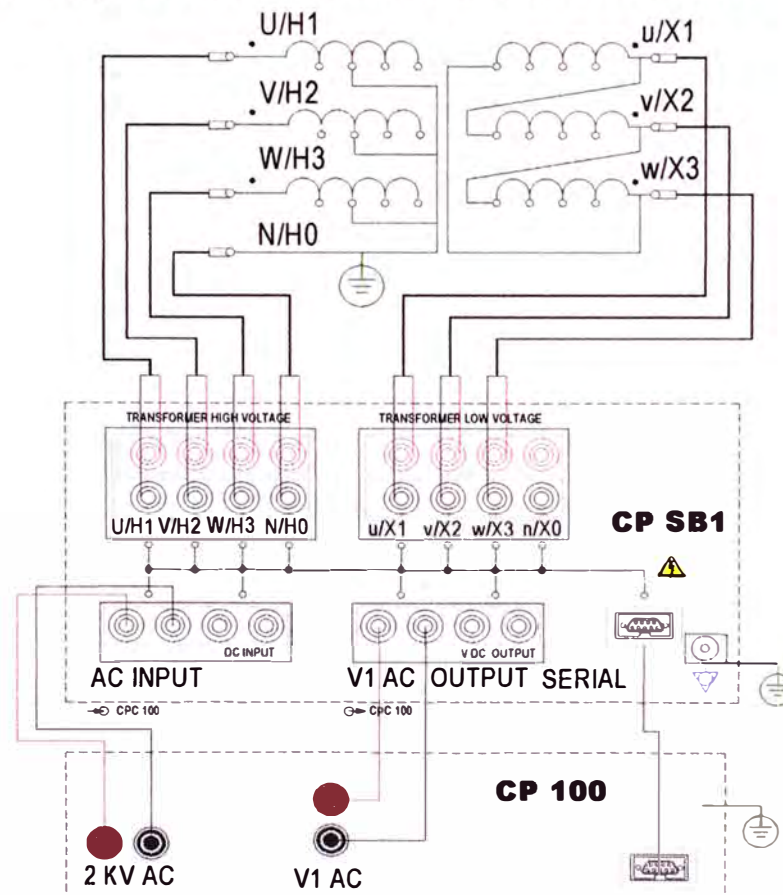 U/H1 u/X1
V/H2 v/X2
W/H3 w/X3
N/H0
TRANSFORMER HIGH VOLTAGE TRANSFORMER LOW VOLTAGE
U/H1 V/H2 W/H3 N/H0 u/X1 v/X2 w/X3 n/X0
CP SB1
DC INPUT V DC OUTPUT
AC INPUT V1 AC OUTPUT SERIAL
CPC 100 CPC 100
CP 100
2 KV AC V1 AC